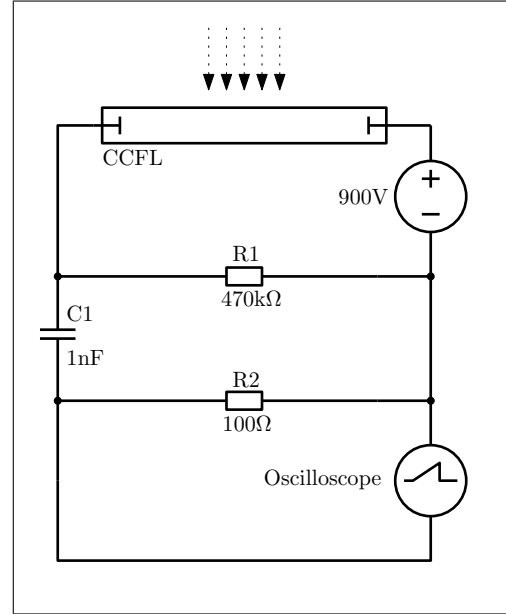 CCFL
+
900V
−
R1
470kΩ
C1
1nF
R2
100Ω
Oscilloscope